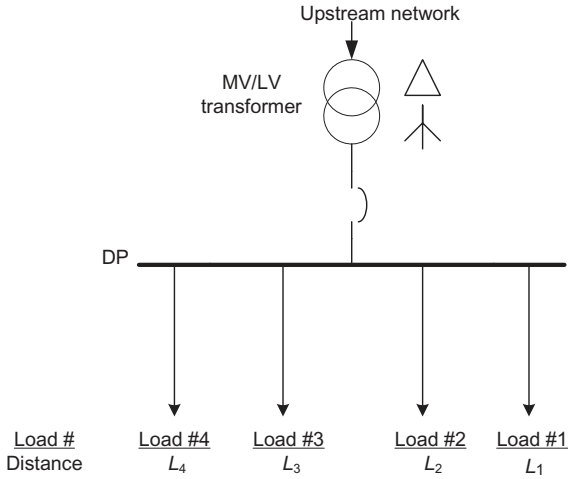 Upstream network
MV/LV
transformer
DP
Load # Load #4 Load #3 Load #2 Load #1
Distance L4 L3 L2 L1